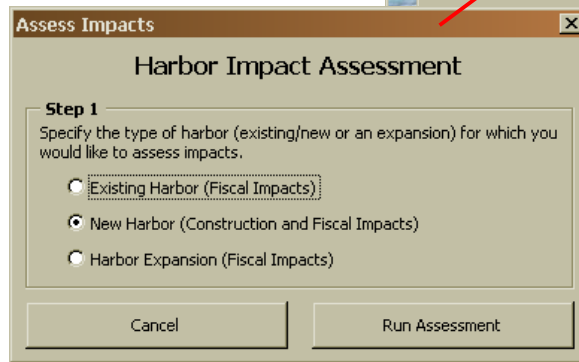 Assess Impacts
Harbor Impact Assessment
Step 1
Specify the type of harbor (existing/new or an expansion) for which you
would like to assess impacts.
Existing Harbor (Fiscal Impacts)
New Harbor (Construction and Fiscal Impacts)
Harbor Expansion (Fiscal Impacts)
Cancel Run Assessment